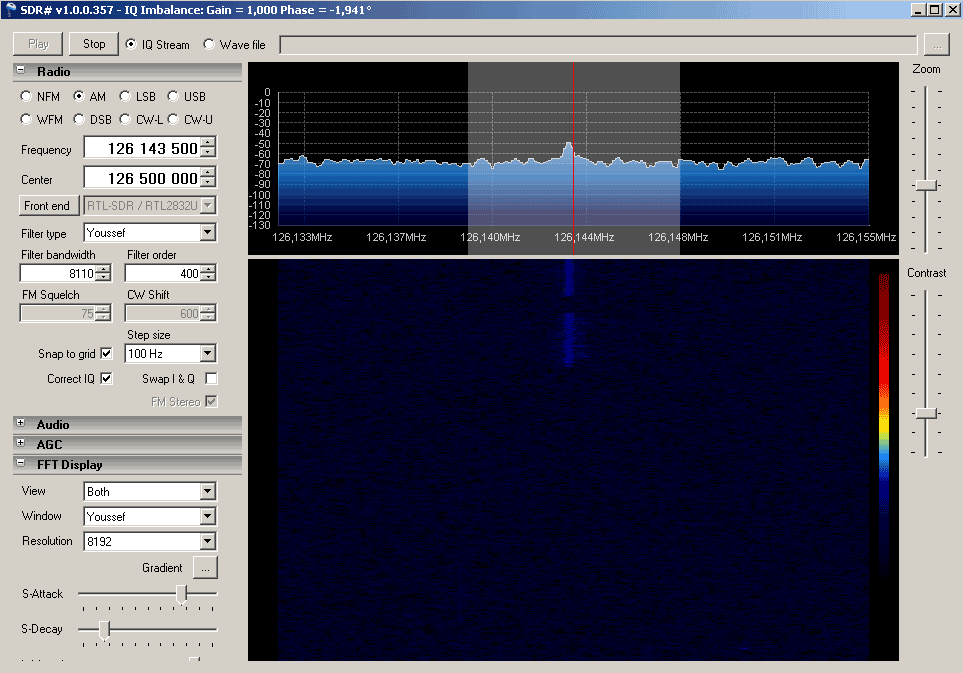 SDR# v1.0.0.357 - IQ Imbalance: Gain = 1,000 Phase = -1,941°
Play Stop IQ Stream Wave file ...
Radio
NFM AM LSB USB
WFM DSB CW-L CW-U
Frequency 126 143 500
Center 126 500 000
Front end RTL-SDR / RTL2832U
Filter type Youssef
Filter bandwidth Filter order
8110 400
FM Squelch CW Shift
75 600
Step size
Snap to grid 100 Hz
Correct IQ Swap I & Q
FM Stereo
Audio
AGC
FFT Display
View Both
Window Youssef
Resolution 8192
Gradient ...
S-Attack
S-Decay
0
-10
-20
-30
-40
-50
-60
-70
-80
-90
-100
-110
-120
-130
126,133MHz 126,137MHz 126,140MHz 126,144MHz 126,148MHz 126,151MHz 126,155MHz
Zoom
Contrast